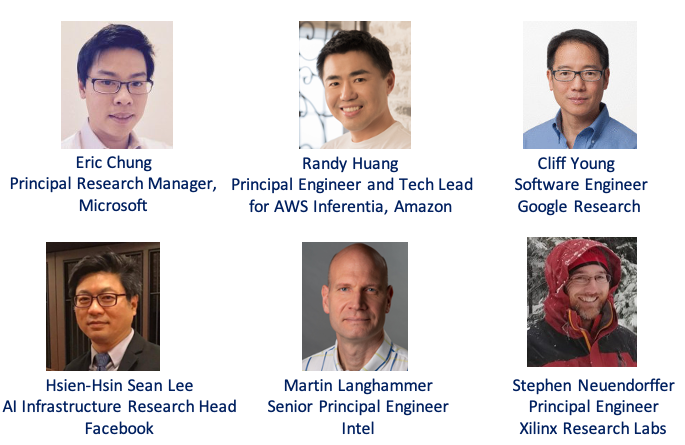 Eric Chung
Principal Research Manager,
Microsoft
Randy Huang
Principal Engineer and Tech Lead
for AWS Inferentia, Amazon
Cliff Young
Software Engineer
Google Research
Hsien-Hsin Sean Lee
AI Infrastructure Research Head
Facebook
Martin Langhammer
Senior Principal Engineer
Intel
Stephen Neuendorffer
Principal Engineer
Xilinx Research Labs